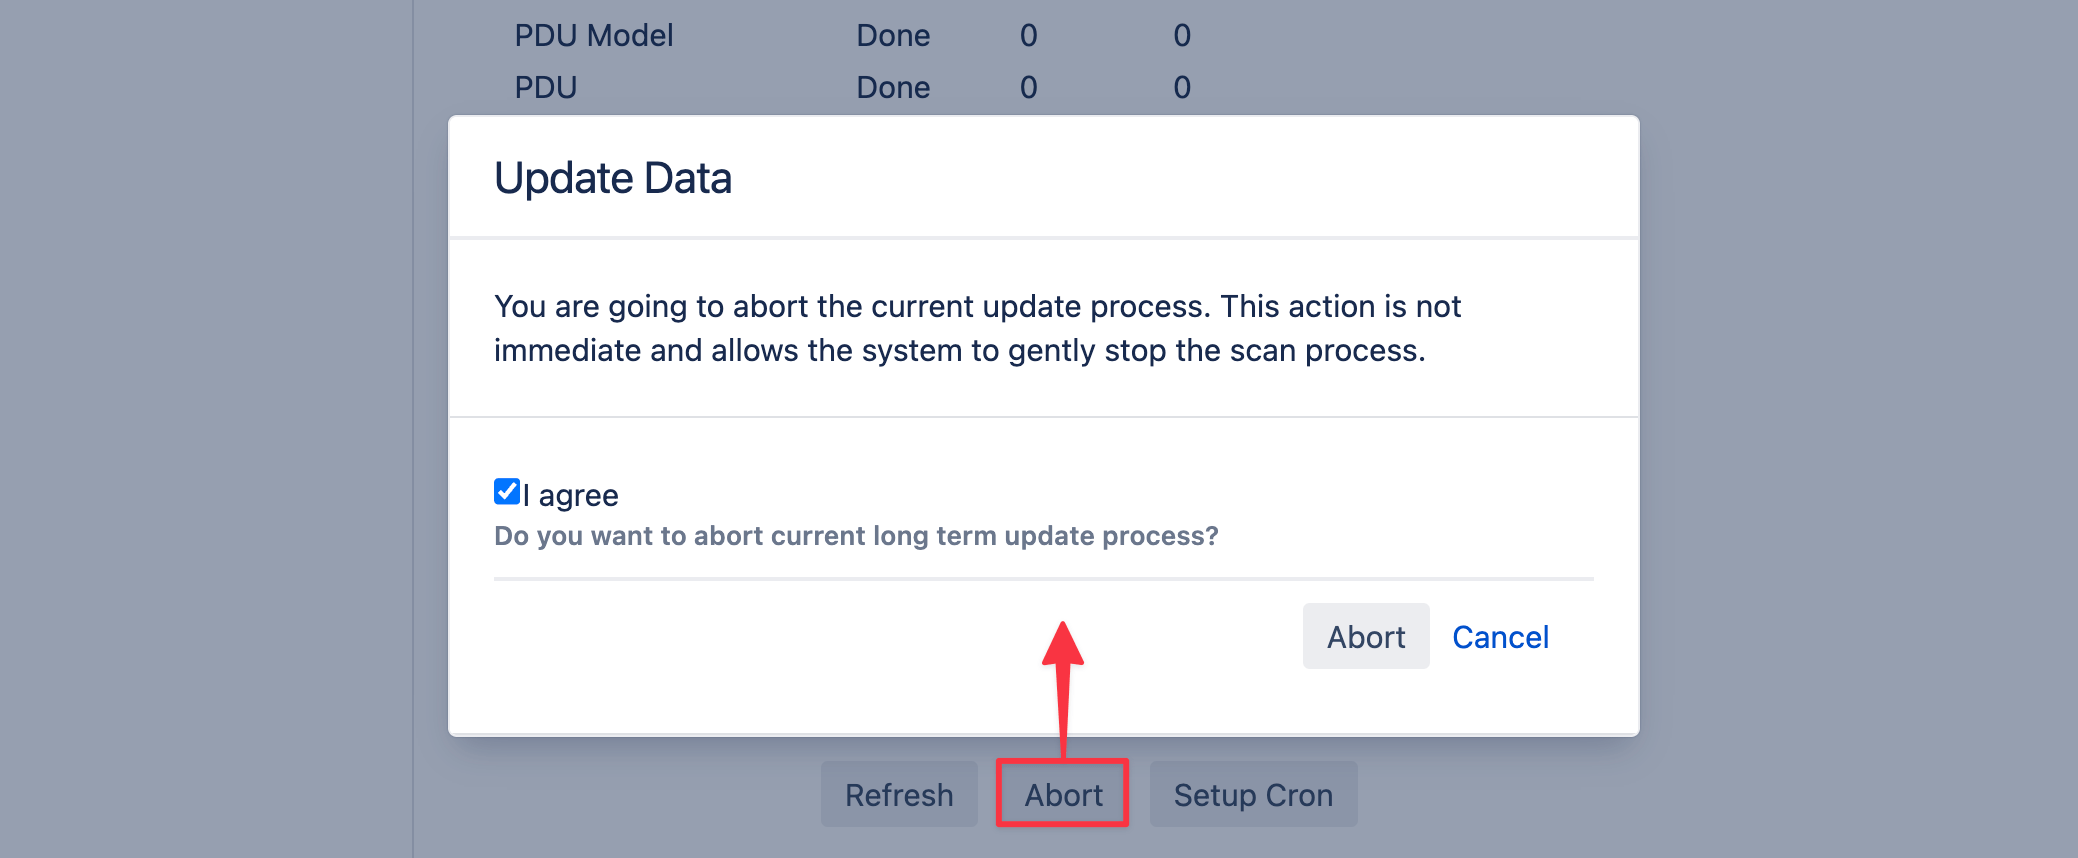 PDU Model Done 0 0
PDU Done 0 0
Update Data
You are going to abort the current update process. This action is not
immediate and allows the system to gently stop the scan process.
I agree
Do you want to abort current long term update process?
Abort Cancel
Refresh Abort Setup Cron